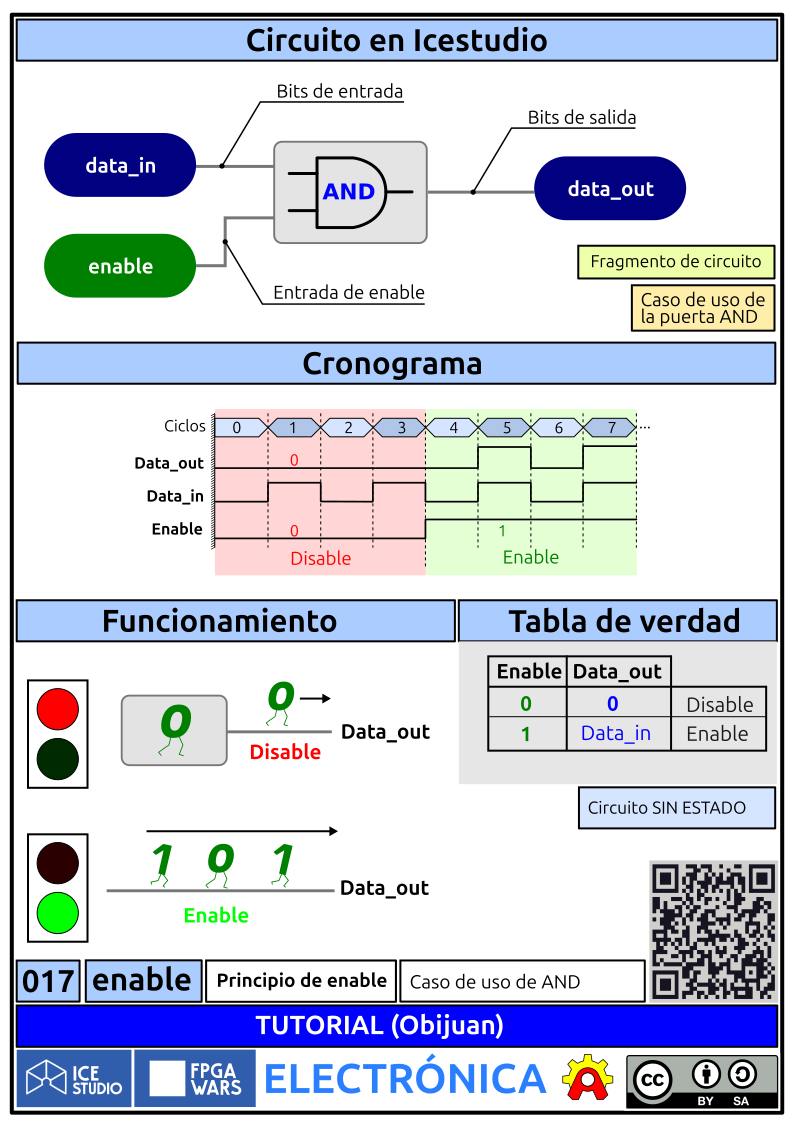 Circuito en Icestudio
Bits de entrada
Bits de salida
data_in
AND
data_out
enable
Fragmento de circuito
Entrada de enable
Caso de uso de
la puerta AND
Cronograma
Ciclos 0 1 2 3 4 5 6 7 ...
Data_out 0
Data_in
Enable 0 1
Disable Enable
Funcionamiento
0 0
Data_out
Disable
1 0 1
Data_out
Enable
Tabla de verdad
Enable Data_out
0 0 Disable
1 Data_in Enable
Circuito SIN ESTADO
017 enable Principio de enable Caso de uso de AND
TUTORIAL (Obijuan)
ICE
STUDIO
FPGA
WARS
ELECTRÓNICA
A
cc
BY SA